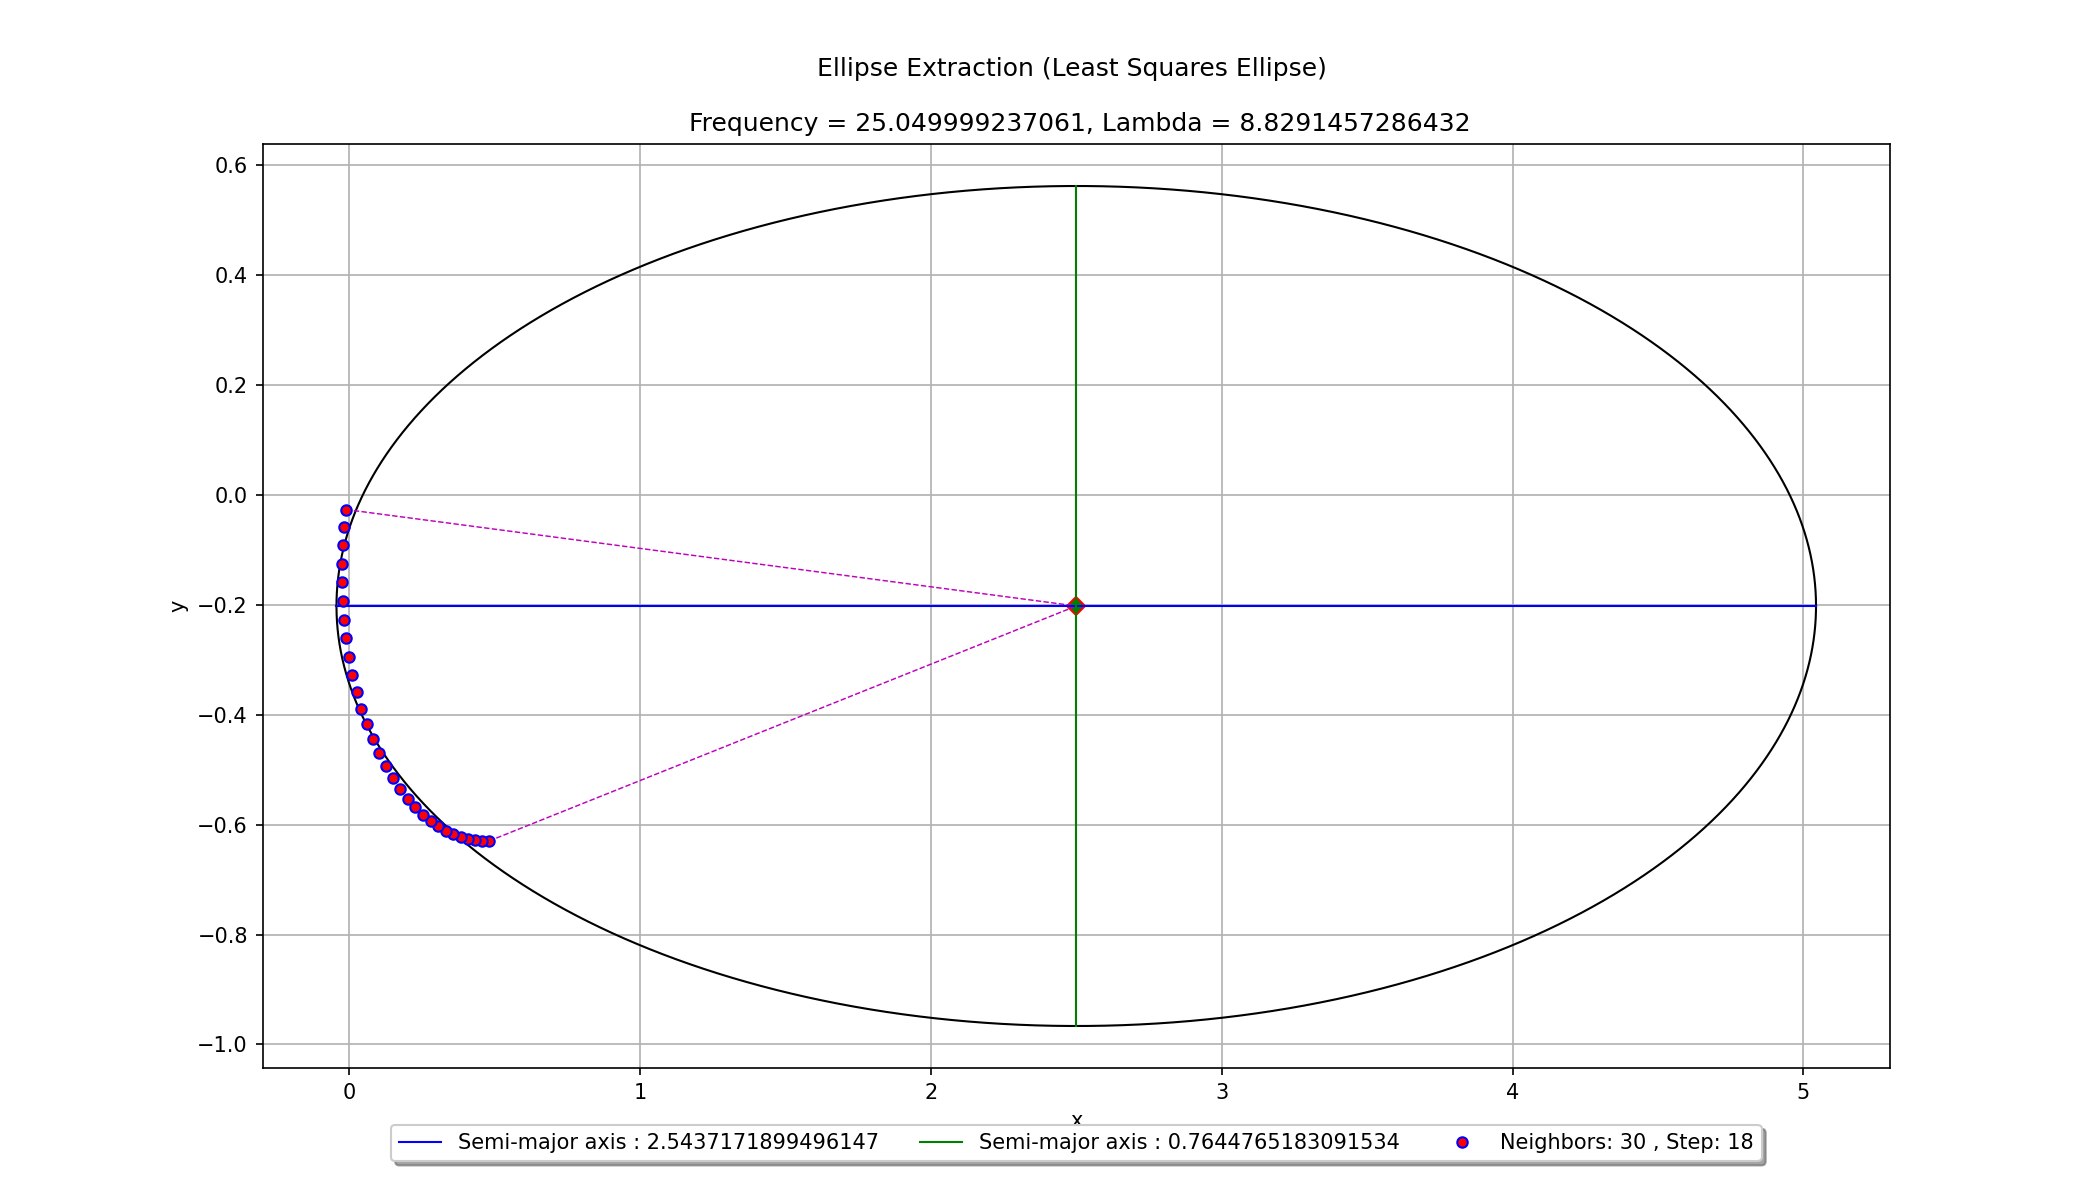 Ellipse Extraction (Least Squares Ellipse)
Frequency = 25.049999237061, Lambda = 8.8291457286432
0.6
0.4
0.2
0.0
−0.2
−0.4
−0.6
−0.8
−1.0
y
0 1 2 3 4 5
x
Semi-major axis : 2.5437171899496147 Semi-major axis : 0.7644765183091534 Neighbors: 30 , Step: 18